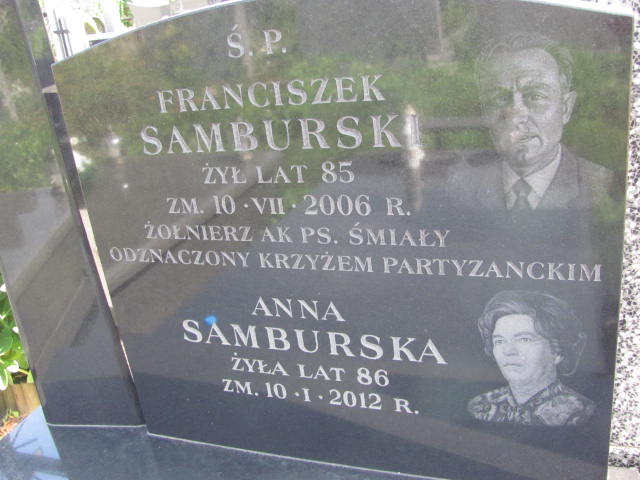 Ś. P.
FRANCISZEK
SAMBURSKI
ŻYŁ LAT 85
ZM. 10 · VII · 2006 R.
ŻOŁNIERZ AK PS. ŚMIAŁY
ODZNACZONY KRZYŻEM PARTYZANCKIM
ANNA
SAMBURSKA
ŻYŁA LAT 86
ZM. 10 · I · 2012 R.